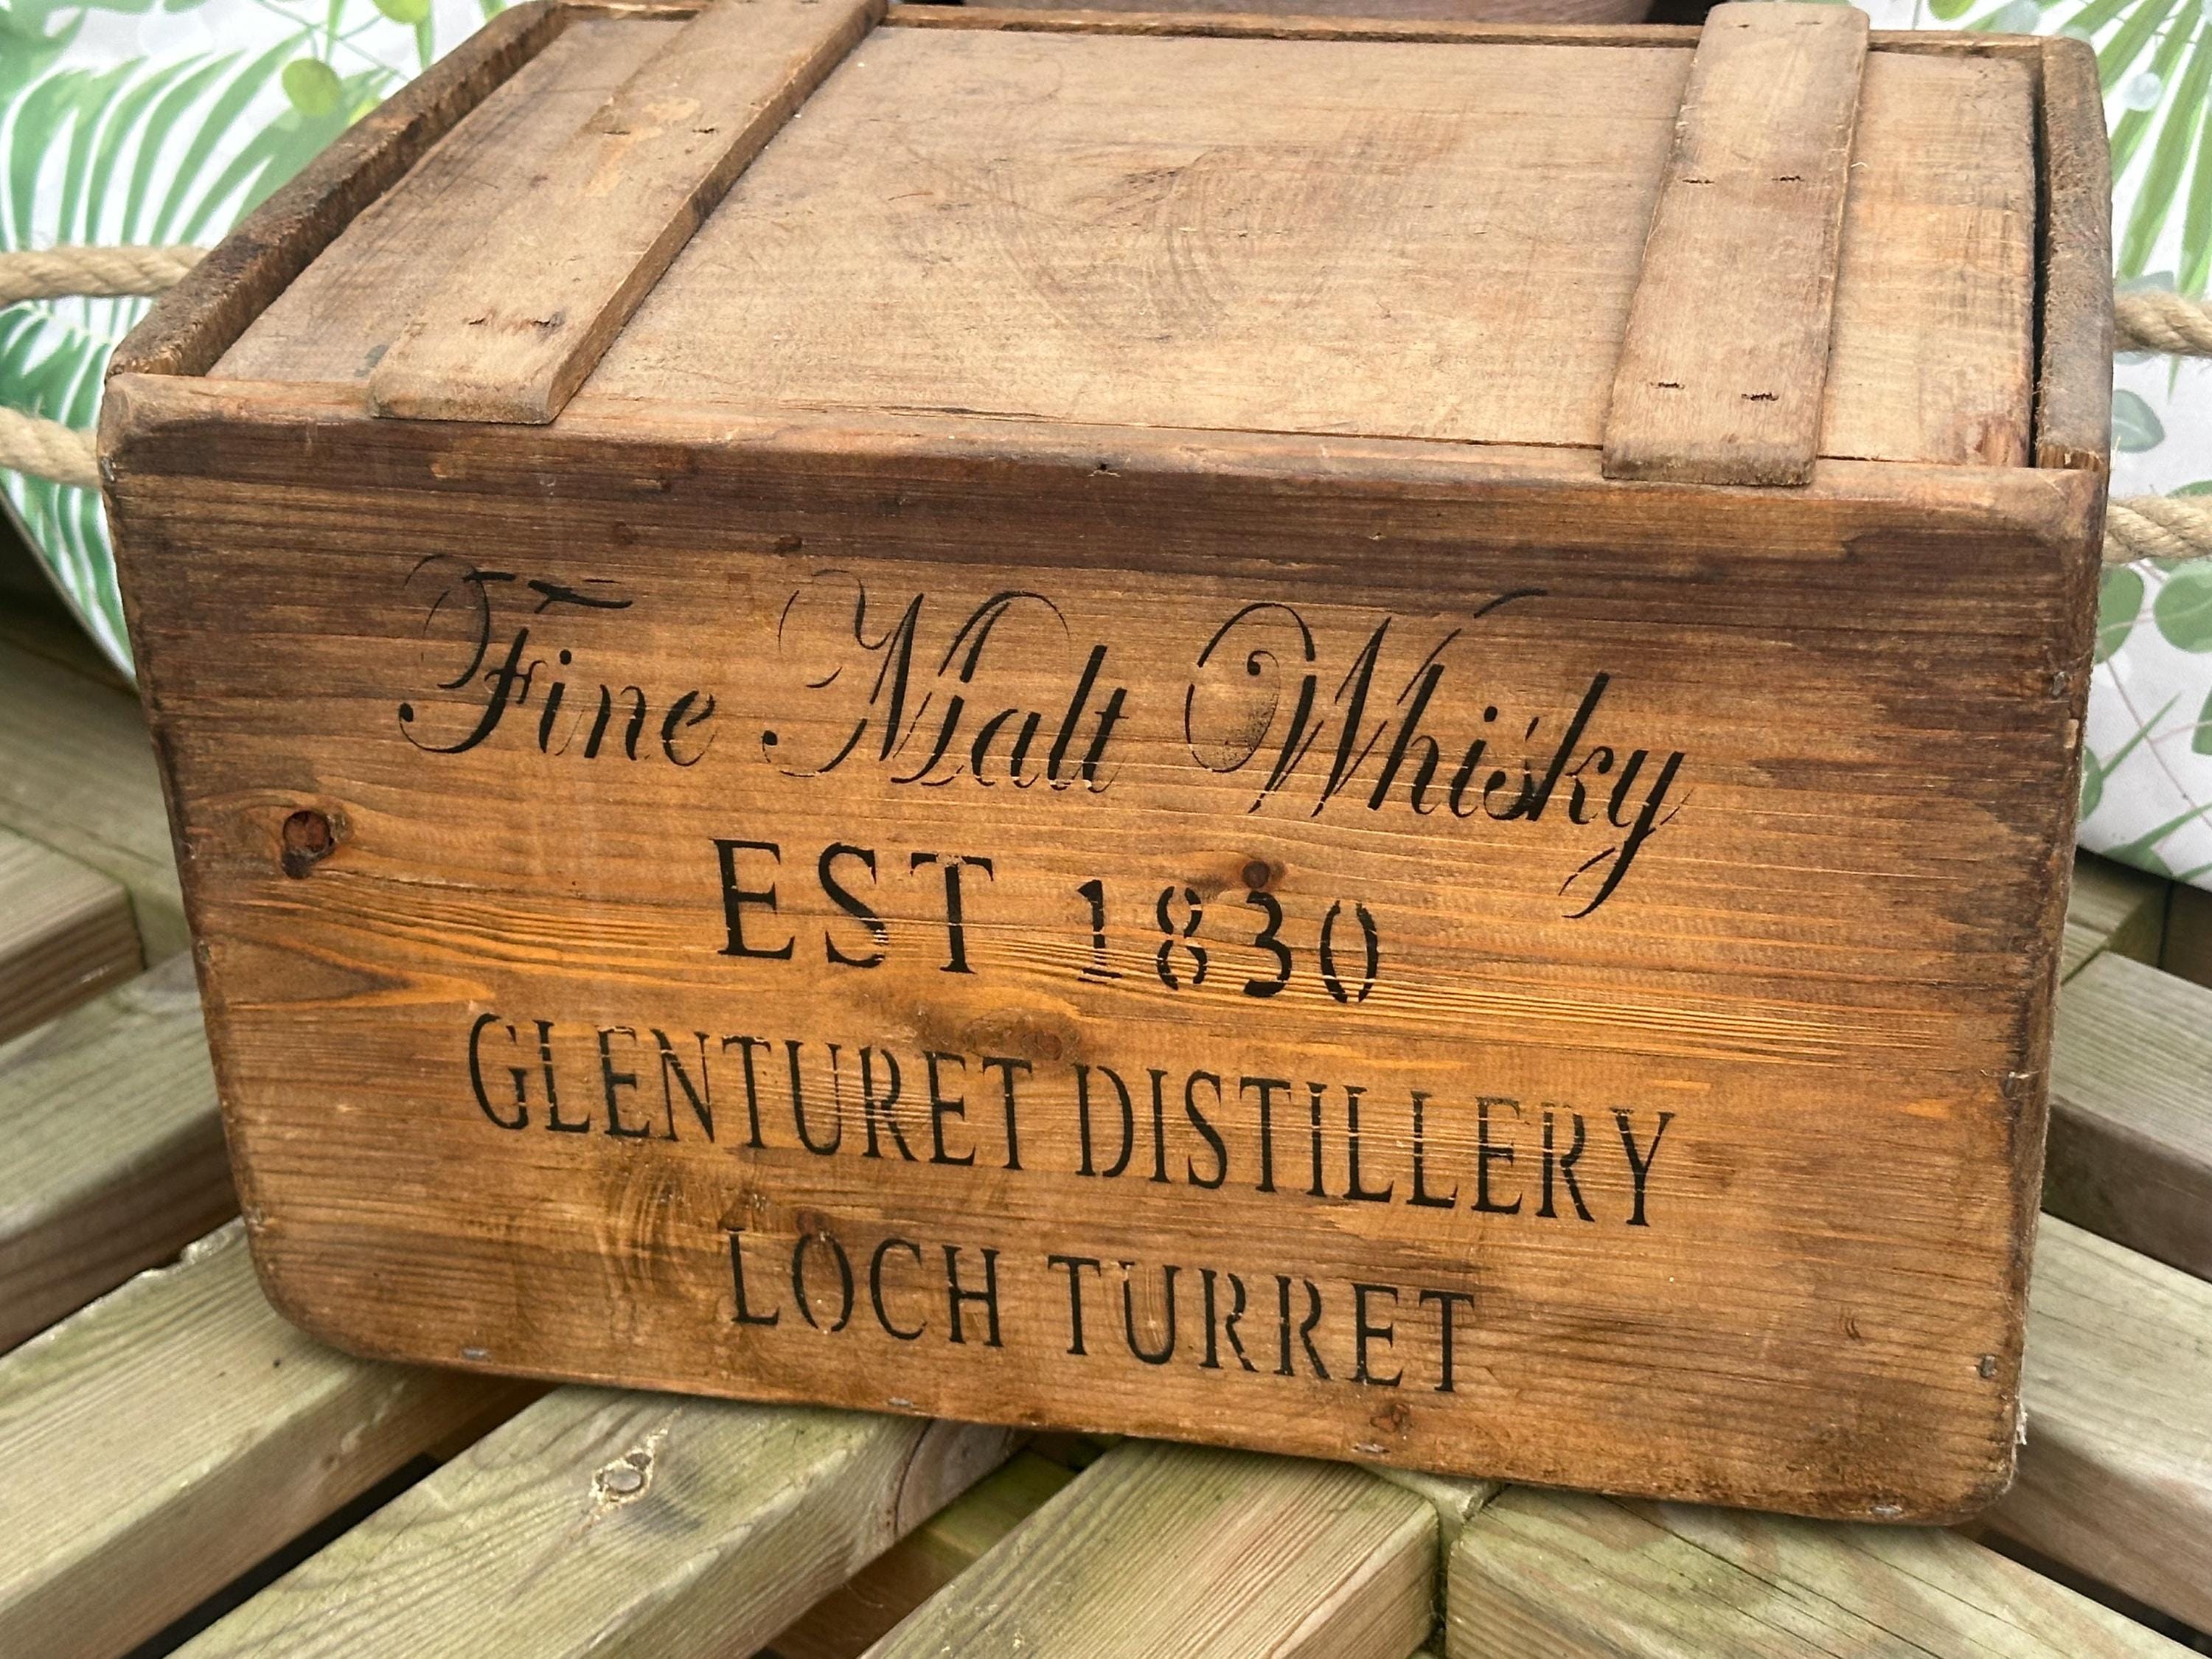 Fine Malt Whisky
EST 1830
GLENTURET DISTILLERY
LOCH TURRET